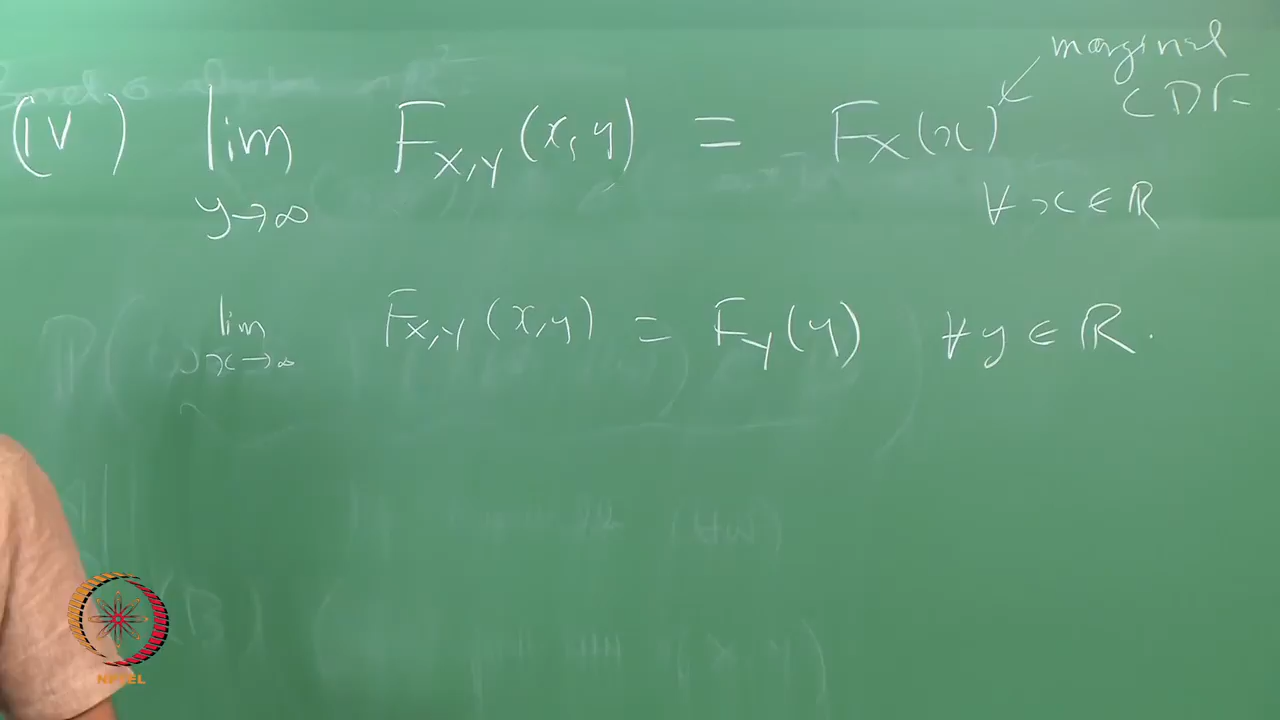 (IV) lim F_{X,Y}(x,y) = F_X(x) marginal CDF
y→∞ ∀ x ∈ ℝ
lim F_{X,Y}(x,y) = F_Y(y) ∀ y ∈ ℝ.
x→∞
NPTEL